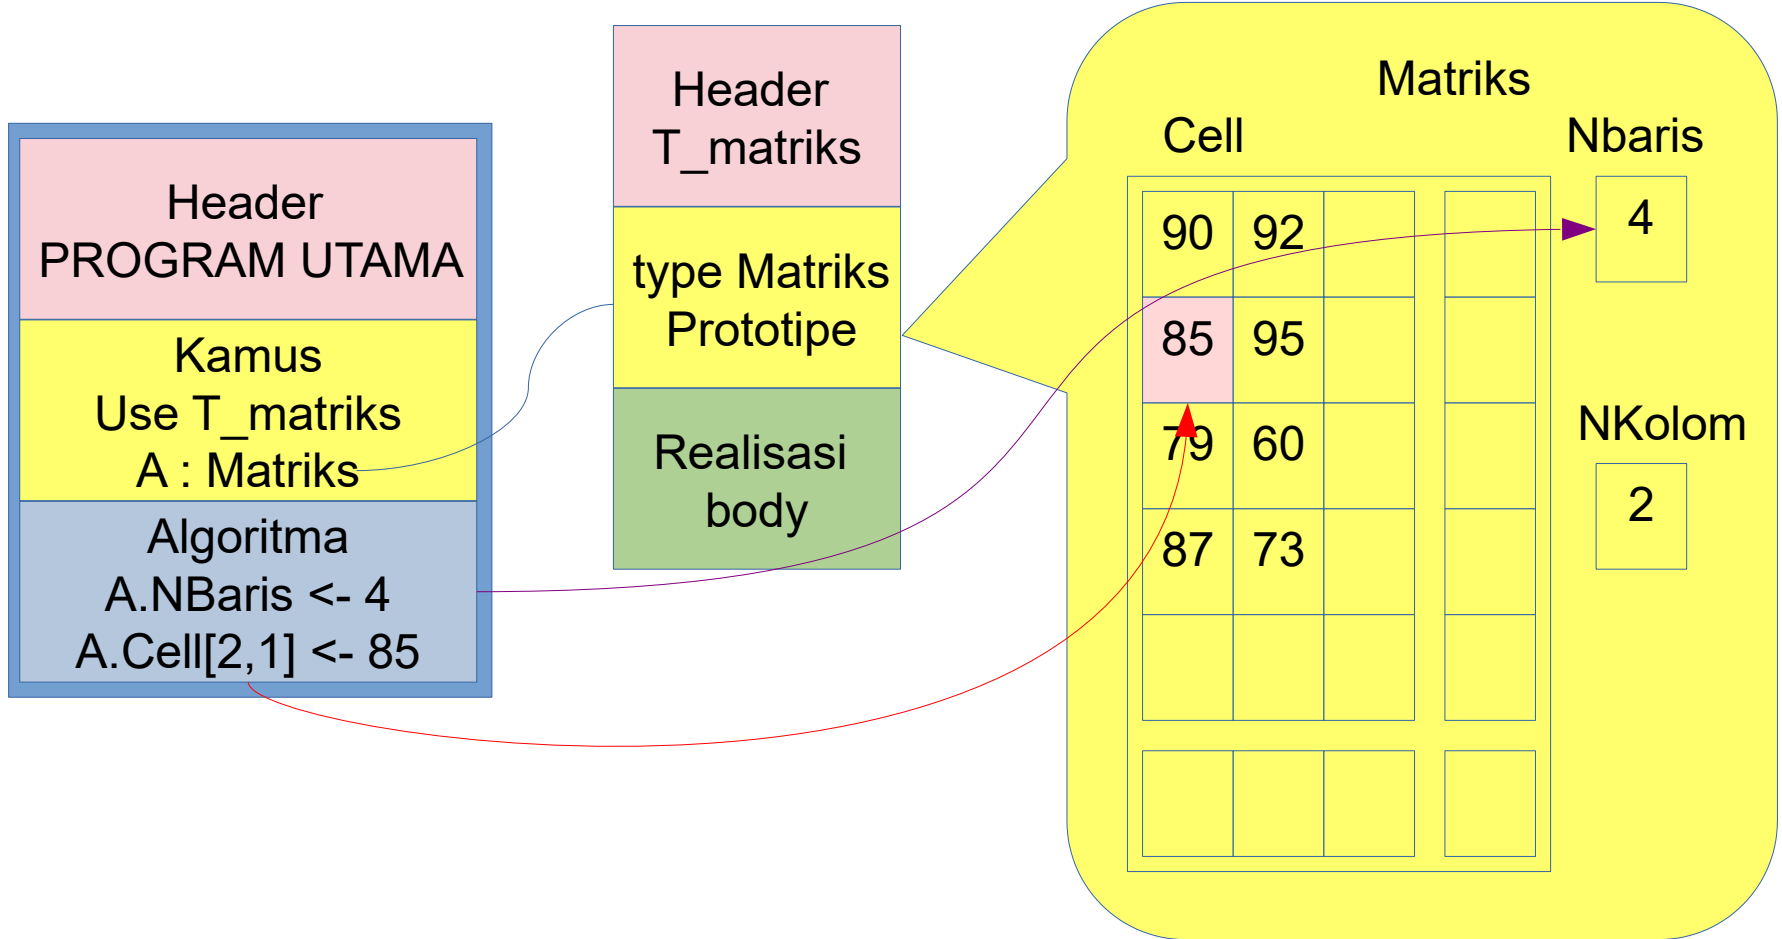 Header
PROGRAM UTAMA
Kamus
Use T_matriks
A : Matriks
Algoritma
A.NBaris <- 4
A.Cell[2,1] <- 85
Header
T_matriks
type Matriks
Prototipe
Realisasi
body
Matriks
Cell
Nbaris
90 92
4
85 95
79 60
NKolom
2
87 73